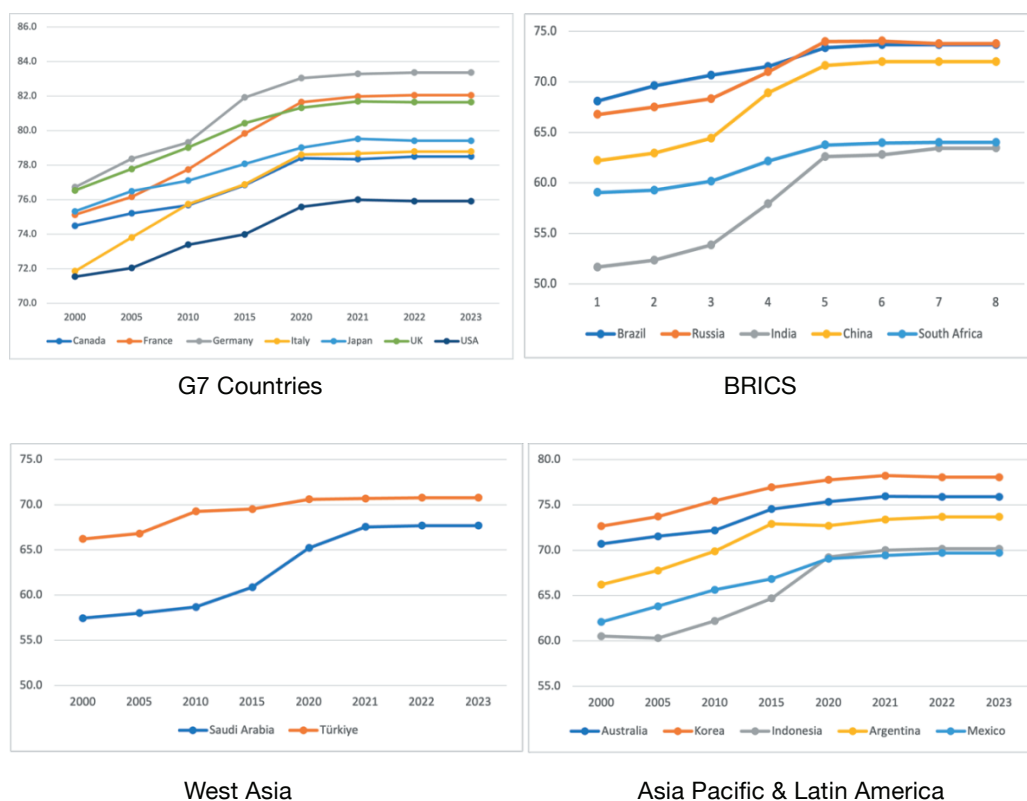 86.0
84.0
82.0
80.0
78.0
76.0
74.0
72.0
70.0
2000 2005 2010 2015 2020 2021 2022 2023
Canada France Germany Italy Japan UK USA
G7 Countries
75.0
70.0
65.0
60.0
55.0
50.0
1 2 3 4 5 6 7 8
Brazil Russia India China South Africa
BRICS
75.0
70.0
65.0
60.0
55.0
50.0
2000 2005 2010 2015 2020 2021 2022 2023
Saudi Arabia Türkiye
West Asia
80.0
75.0
70.0
65.0
60.0
55.0
2000 2005 2010 2015 2020 2021 2022 2023
Australia Korea Indonesia Argentina Mexico
Asia Pacific & Latin America